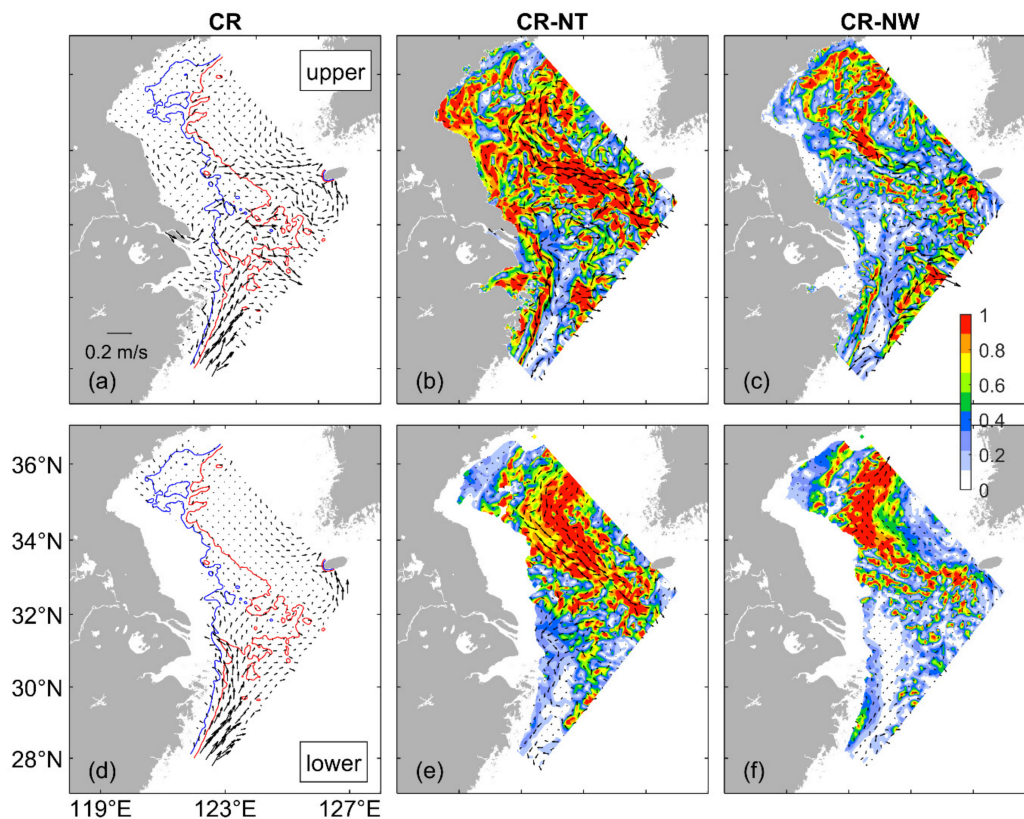 CR CR-NT CR-NW
upper
0.2 m/s
(a) (b) (c)
1
0.8
0.6
0.4
0.2
0
36°N
34°N
32°N
30°N
28°N
(d) lower (e) (f)
119°E 123°E 127°E